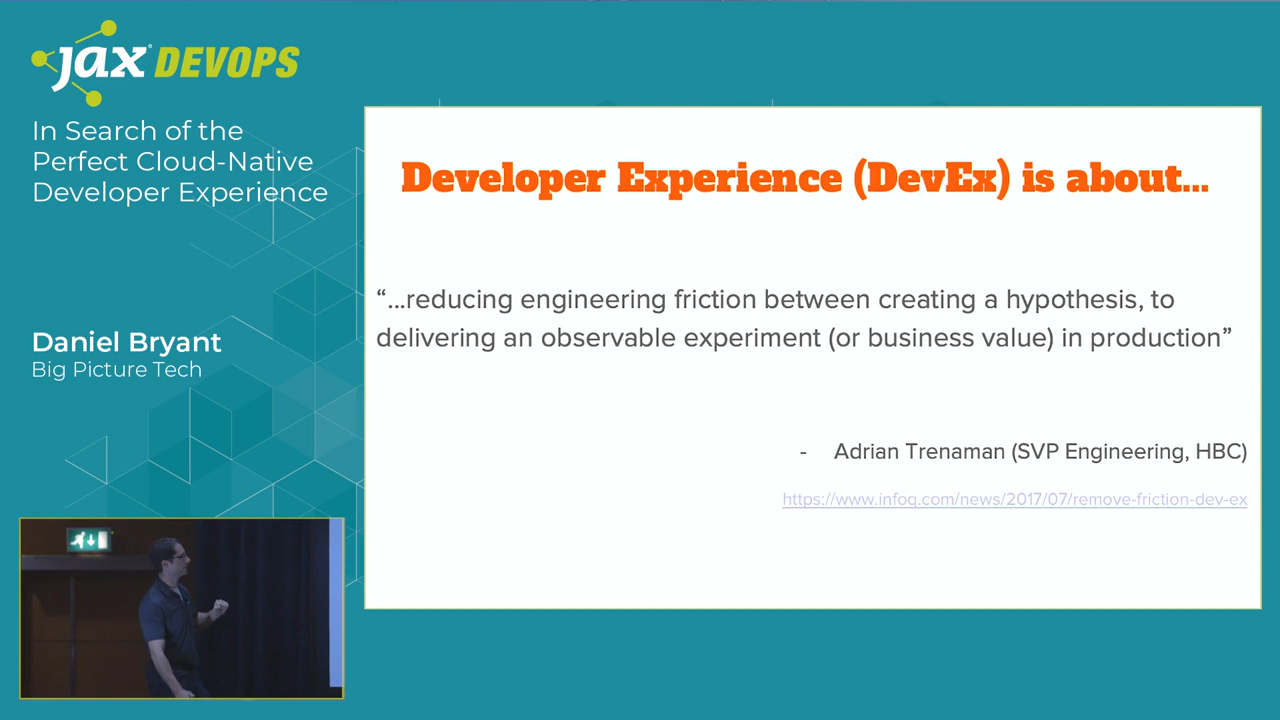 jax DEVOPS
In Search of the
Perfect Cloud-Native
Developer Experience
Daniel Bryant
Big Picture Tech
Developer Experience (DevEx) is about...
“...reducing engineering friction between creating a hypothesis, to
delivering an observable experiment (or business value) in production”
- Adrian Trenaman (SVP Engineering, HBC)
https://www.infoq.com/news/2017/07/remove-friction-dev-ex